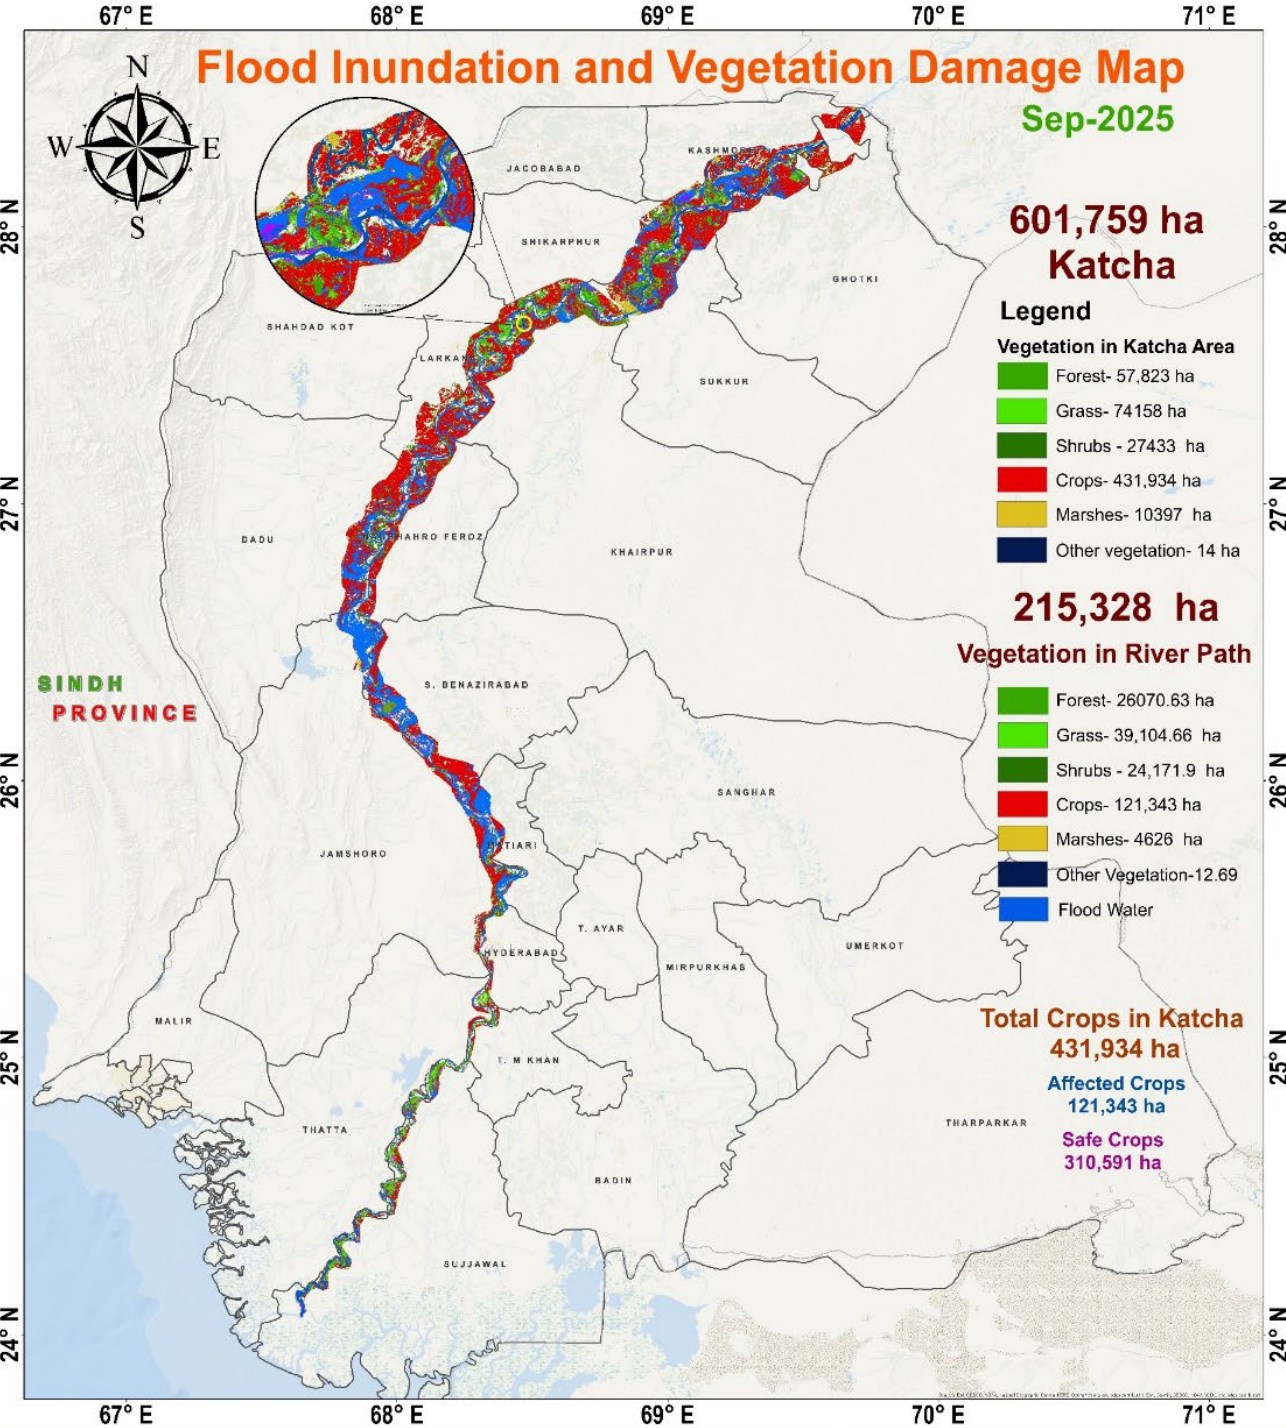 67° E 68° E 69° E 70° E 71° E
Flood Inundation and Vegetation Damage Map
Sep-2025
N
W E
S
28° N
27° N
26° N
25° N
24° N
28° N
27° N
26° N
25° N
24° N
KASHMO
JACOBABAD
SHIKARPHUR
GHOTKI
SHAHDAD KOT
LARKAN
SUKKUR
DADU
HAHRO FEROZ
KHAIRPUR
SINDH
PROVINCE
S. BENAZIRABAD
SANGHAR
JAMSHORO
TIARI
T. AYAR
HYDERABAD
MIRPURKHAS
UMERKOT
MALIR
T. M KHAN
THATTA
THARPARKAR
BADIN
SUJJAWAL
601,759 ha
Katcha
Legend
Vegetation in Katcha Area
Forest- 57,823 ha
Grass- 74158 ha
Shrubs - 27433 ha
Crops- 431,934 ha
Marshes- 10397 ha
Other vegetation- 14 ha
215,328 ha
Vegetation in River Path
Forest- 26070.63 ha
Grass- 39,104.66 ha
Shrubs - 24,171.9 ha
Crops- 121,343 ha
Marshes- 4626 ha
Other Vegetation-12.69
Flood Water
Total Crops in Katcha
431,934 ha
Affected Crops
121,343 ha
Safe Crops
310,591 ha
67° E 68° E 69° E 70° E 71° E